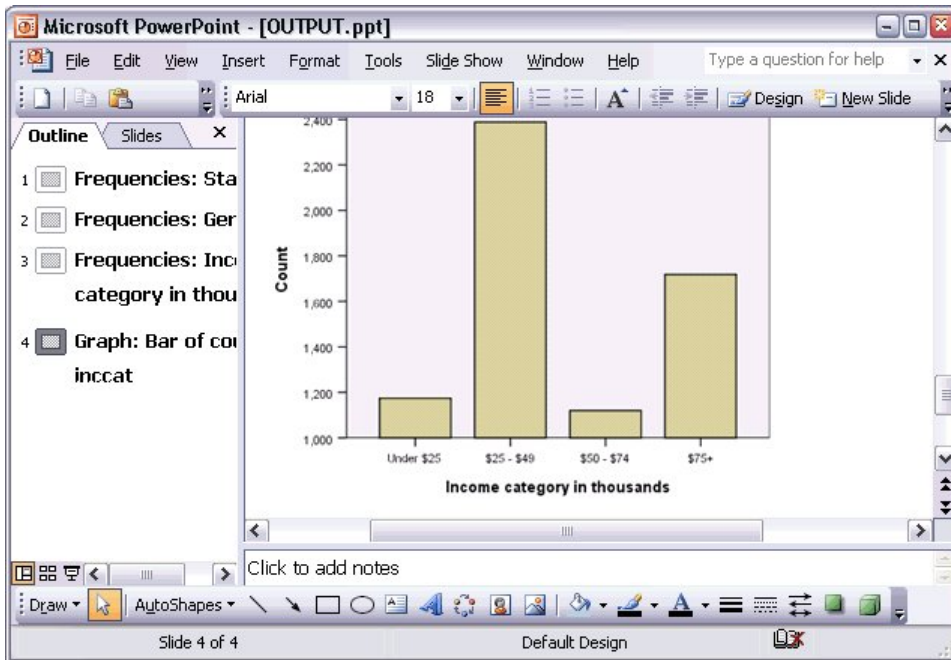 Microsoft PowerPoint - [OUTPUT.ppt]
File Edit View Insert Format Tools Slide Show Window Help Type a question for help
Arial 18 A Design New Slide
Outline Slides
1 Frequencies: Sta
2 Frequencies: Ger
3 Frequencies: Inc
category in thou
4 Graph: Bar of cou
inccat
2,400
2,200
2,000
1,800
1,600
1,400
1,200
1,000
Count
Under $25 $25 - $49 $50 - $74 $75+
Income category in thousands
Click to add notes
Draw AutoShapes A A
Slide 4 of 4 Default Design